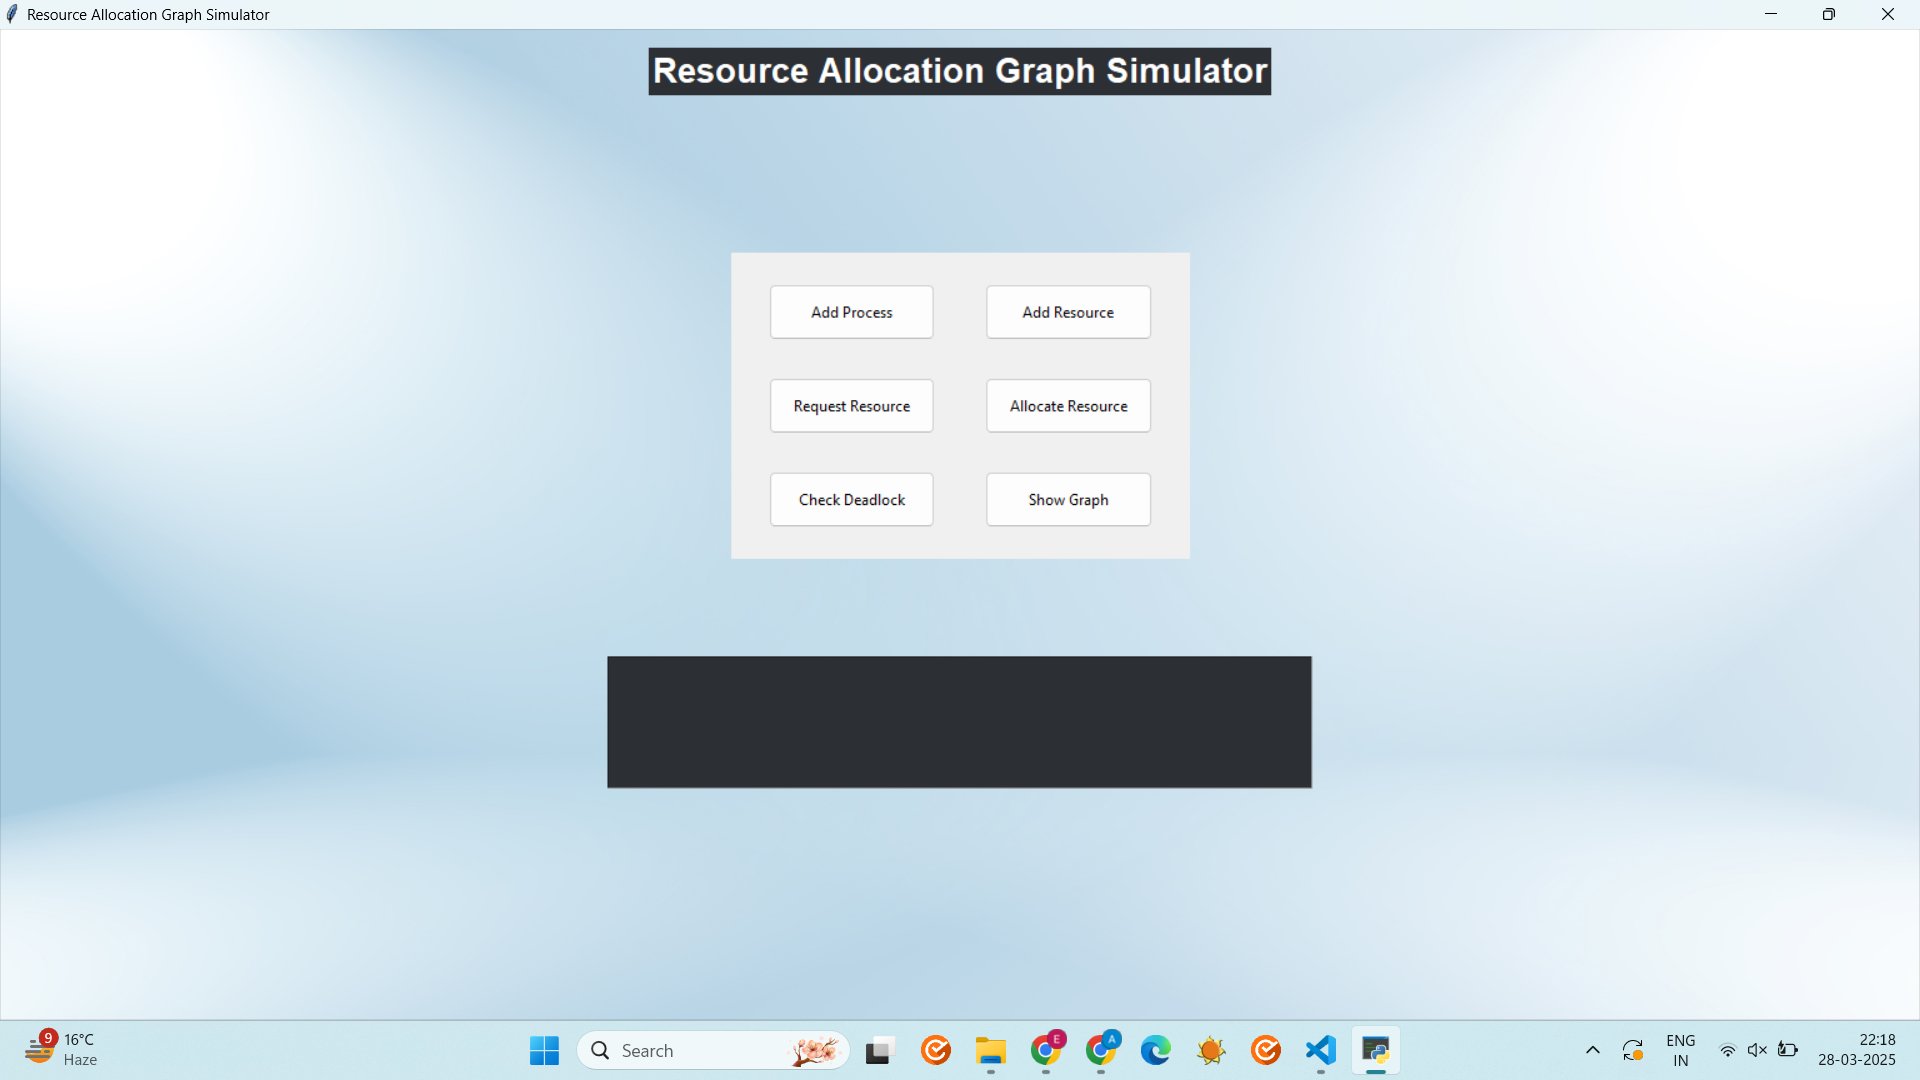 Resource Allocation Graph Simulator
Resource Allocation Graph Simulator
Add Process
Add Resource
Request Resource
Allocate Resource
Check Deadlock
Show Graph
9
16°C
Haze
Search
E
A
ENG
IN
22:18
28-03-2025